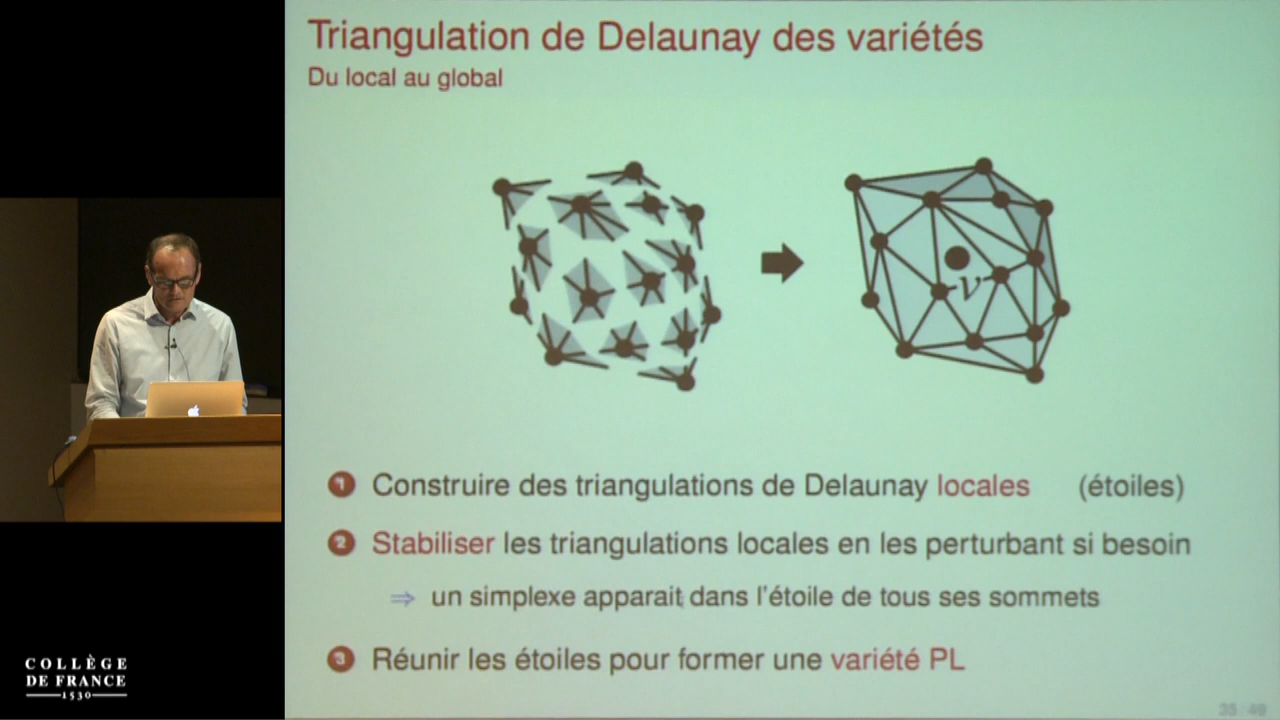 Triangulation de Delaunay des variétés
Du local au global
ν
1 Construire des triangulations de Delaunay locales (étoiles)
2 Stabiliser les triangulations locales en les perturbant si besoin
⇒ un simplexe apparait dans l'étoile de tous ses sommets
3 Réunir les étoiles pour former une variété PL
COLLÈGE
DE FRANCE
1530
35 / 49